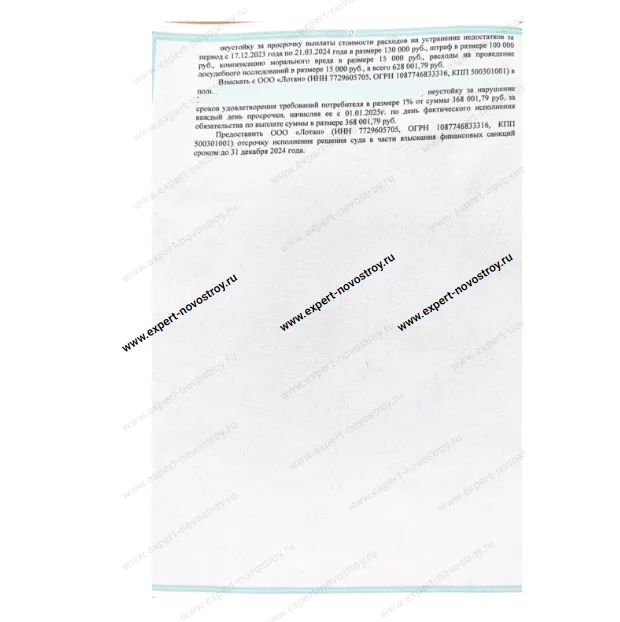 2
неустойку за просрочку выплаты стоимости расходов на устранение недостатков за
период с 17.12.2023 года по 21.03.2024 года в размере 130 000 руб., штраф в размере 100 000
руб., компенсацию морального вреда в размере 15 000 руб., расходы на проведение
досудебного исследований в размере 15 000 руб., а всего 628 001,79 руб.
Взыскать с ООО «Лотан» (ИНН 7729605705, ОГРН 1087746833316, КПП 500301001) в
неустойку за нарушение
сроков удовлетворения требований потребителя в размере 1% от суммы 368 001,79 руб. за
каждый день просрочки, начисляя ее с 01.01.2025г. по день фактического исполнения
обязательства по выплате суммы в размере 368 001,79 руб.
Предоставить ООО «Лотан» (ИНН 7729605705, ОГРН 1087746833316, КПП
500301001) отсрочку исполнения решения суда в части взыскания финансовых санкций
сроком до 31 декабря 2024 года.
www.expert-novostroy.ru
www.expert-novostroy.ru
www.expert-novostroy.ru